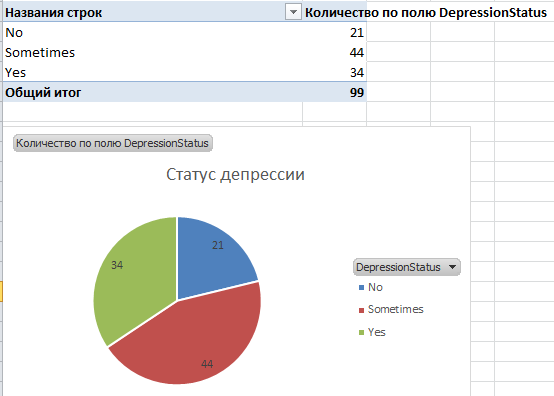 Названия строк Количество по полю DepressionStatus
No 21
Sometimes 44
Yes 34
Общий итог 99
Количество по полю DepressionStatus
Статус депрессии
34 21
44
DepressionStatus
No
Sometimes
Yes